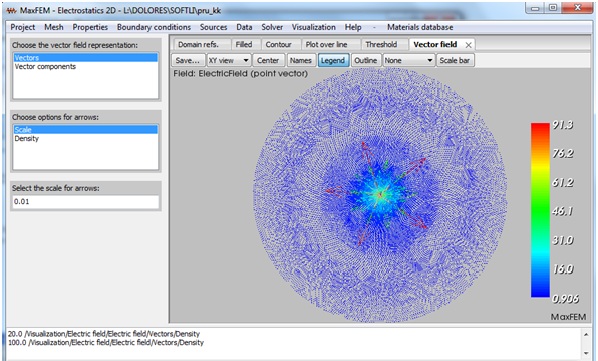 MaxFEM - Electrostatics 2D - L:\DOLORES\SOFTLI\pru_kk
Project Mesh Properties Boundary conditions Sources Data Solver Visualization Help - Materials database
Choose the vector field representation:
Vectors
Vector components
Choose options for arrows:
Scale
Density
Select the scale for arrows:
0.01
Domain refs. Filled Contour Plot over line Threshold Vector field
Save... XY view Center Names Legend Outline None Scale bar
Field: ElectricField (point vector)
91.3
76.2
61.2
46.1
31.0
16.0
0.906
MaxFEM
20.0 /Visualization/Electric field/Electric field/Vectors/Density
100.0 /Visualization/Electric field/Electric field/Vectors/Density